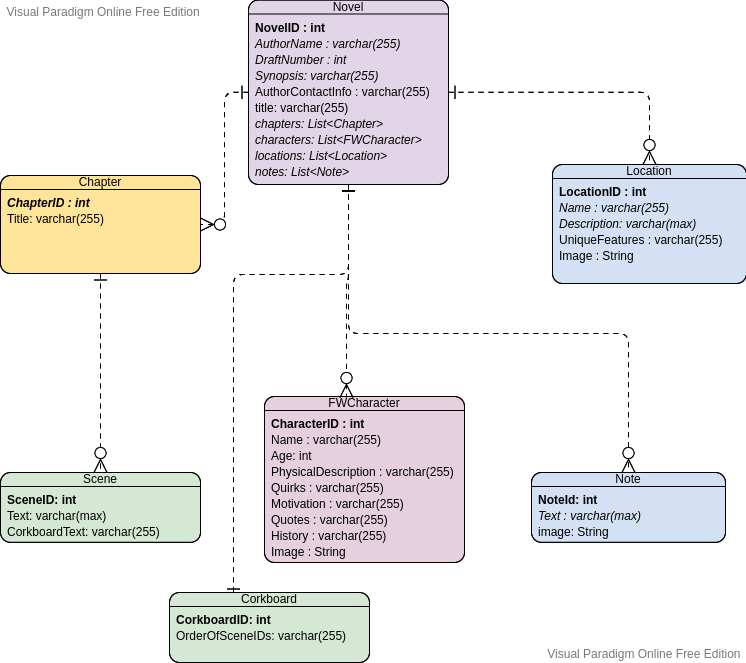 Visual Paradigm Online Free Edition
Novel
NovelID : int
AuthorName : varchar(255)
DraftNumber : int
Synopsis: varchar(255)
AuthorContactInfo : varchar(255)
title: varchar(255)
chapters: List<Chapter>
characters: List<FWCharacter>
locations: List<Location>
notes: List<Note>
Chapter
ChapterID : int
Title: varchar(255)
Location
LocationID : int
Name : varchar(255)
Description: varchar(max)
UniqueFeatures : varchar(255)
Image : String
FWCharacter
CharacterID : int
Name : varchar(255)
Age: int
PhysicalDescription : varchar(255)
Quirks : varchar(255)
Motivation : varchar(255)
Quotes : varchar(255)
History : varchar(255)
Image : String
Scene
SceneID: int
Text: varchar(max)
CorkboardText: varchar(255)
Note
NoteId: int
Text : varchar(max)
image: String
Corkboard
CorkboardID: int
OrderOfSceneIDs: varchar(255)
Visual Paradigm Online Free Edition